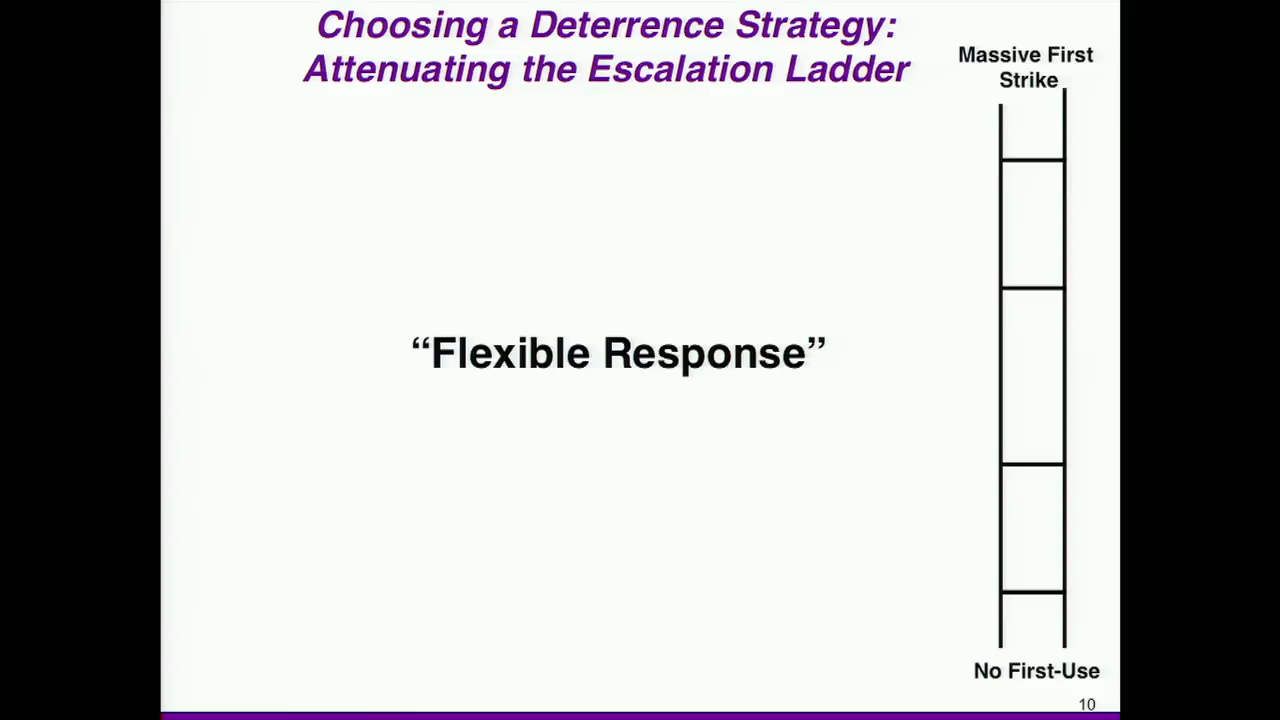 Choosing a Deterrence Strategy:
Attenuating the Escalation Ladder
Massive First
Strike
“Flexible Response”
No First-Use
10